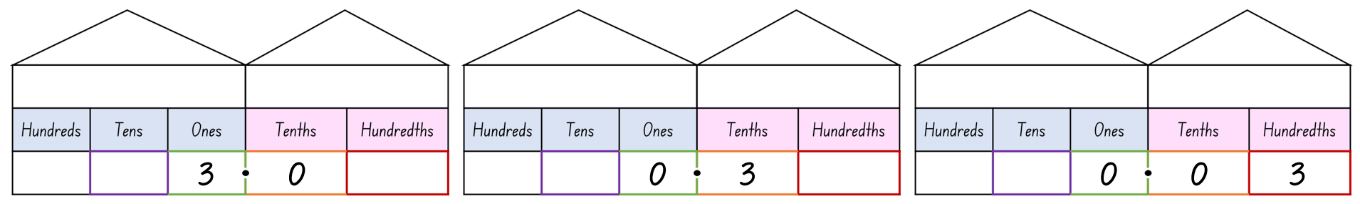 Hundreds Tens Ones Tenths Hundredths
3 . 0
Hundreds Tens Ones Tenths Hundredths
0 . 3
Hundreds Tens Ones Tenths Hundredths
0 . 0 3